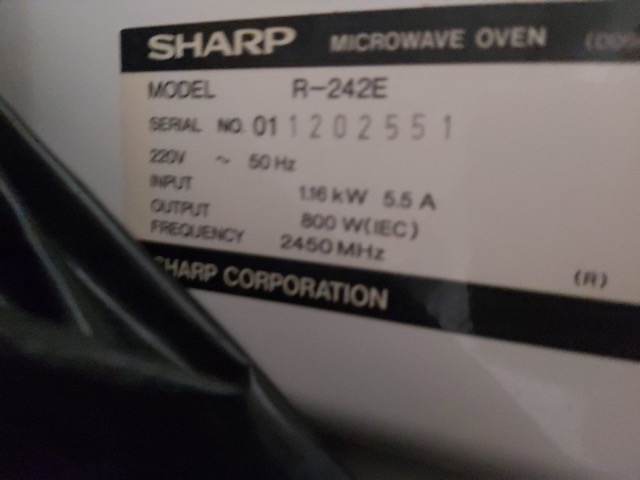 SHARP MICROWAVE OVEN
MODEL R-242E
SERIAL NO. 01 1202551
220V ~ 50 Hz
INPUT 1.16 kW 5.5 A
OUTPUT 800 W(IEC)
FREQUENCY 2450 MHz
SHARP CORPORATION
(R)